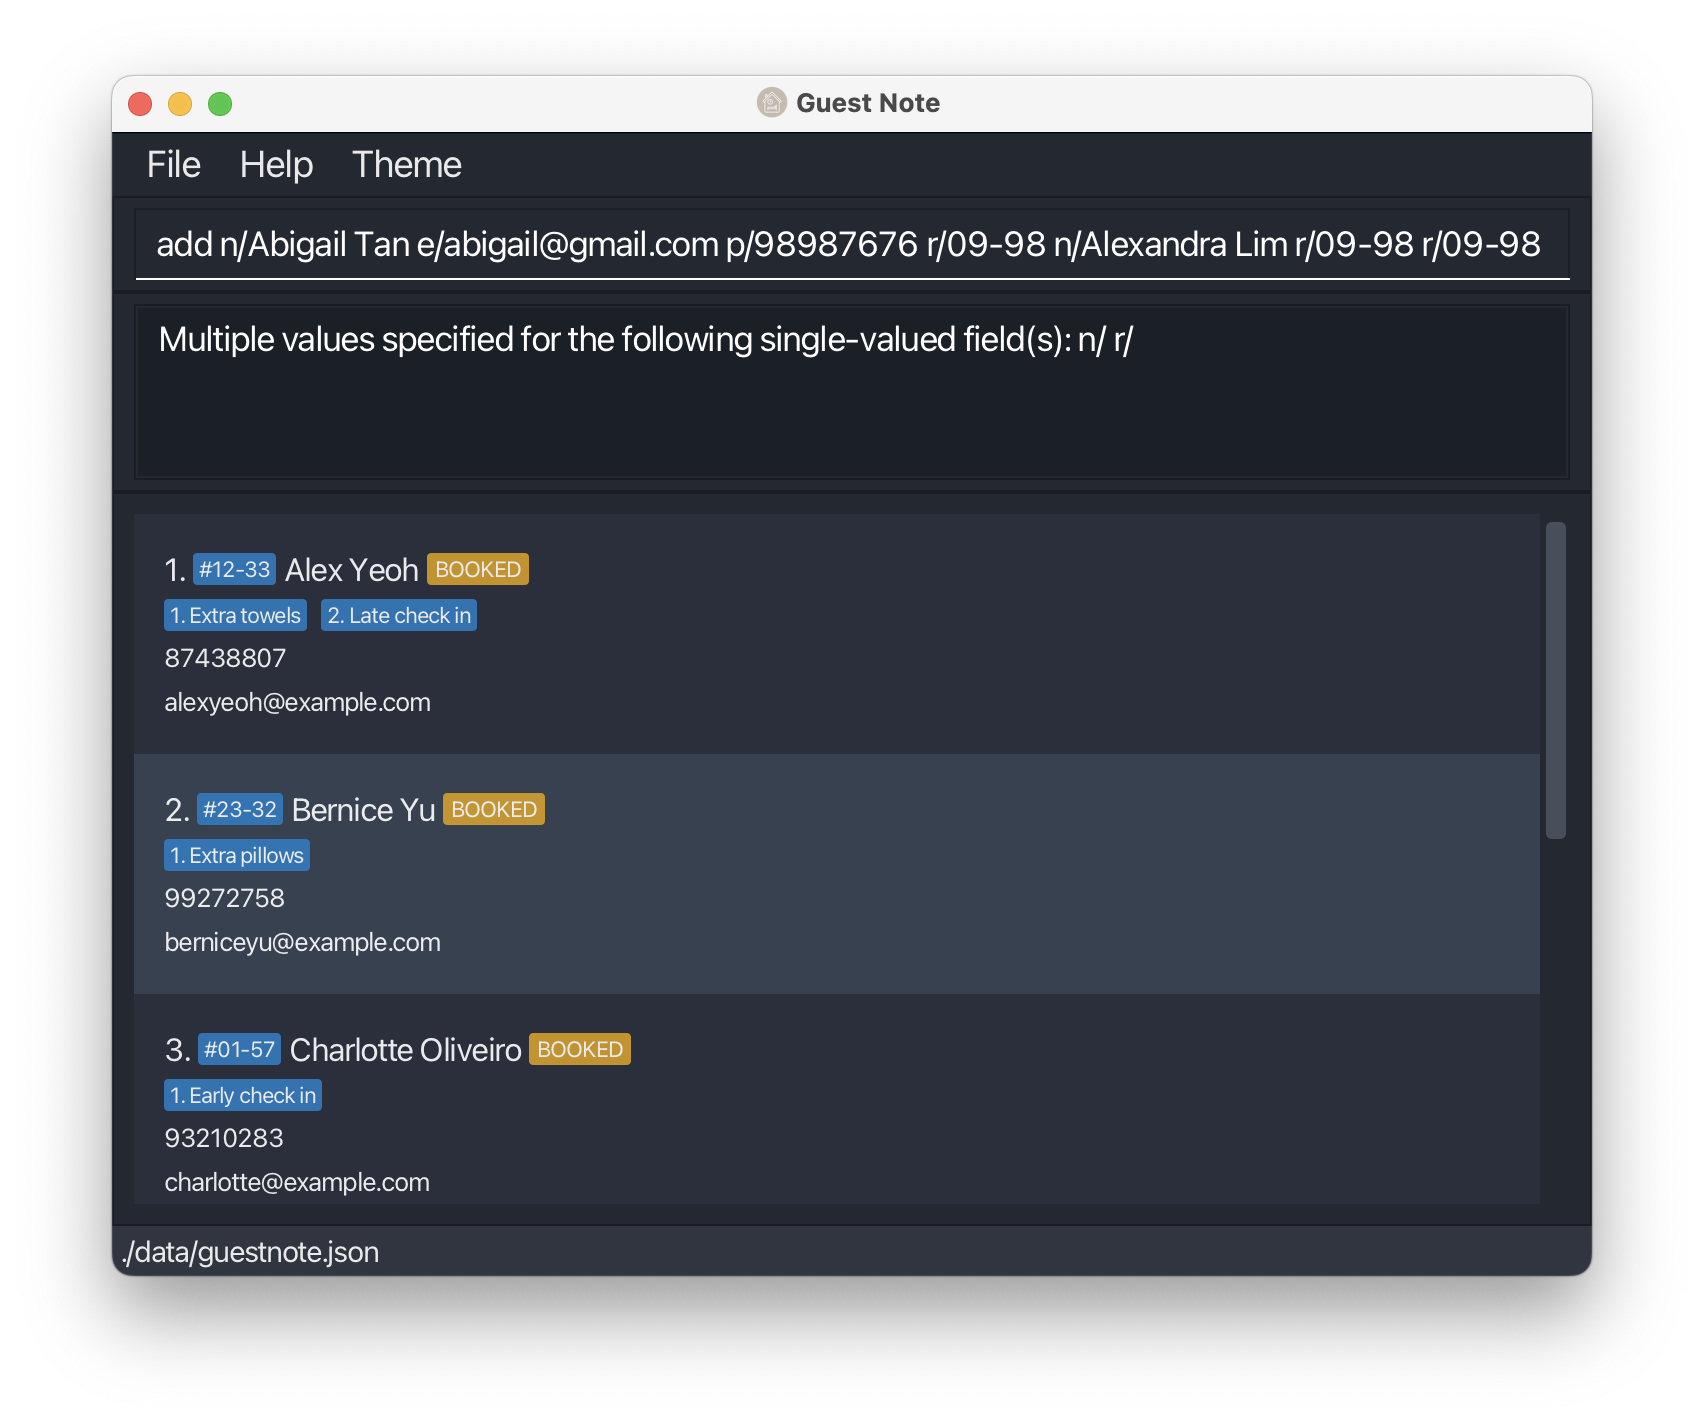 Guest Note
File Help Theme
add n/Abigail Tan e/abigail@gmail.com p/98987676 r/09-98 n/Alexandra Lim r/09-98 r/09-98
Multiple values specified for the following single-valued field(s): n/ r/
1. #12-33 Alex Yeoh BOOKED
1. Extra towels 2. Late check in
87438807
alexyeoh@example.com
2. #23-32 Bernice Yu BOOKED
1. Extra pillows
99272758
berniceyu@example.com
3. #01-57 Charlotte Oliveiro BOOKED
1. Early check in
93210283
charlotte@example.com
./data/guestnote.json